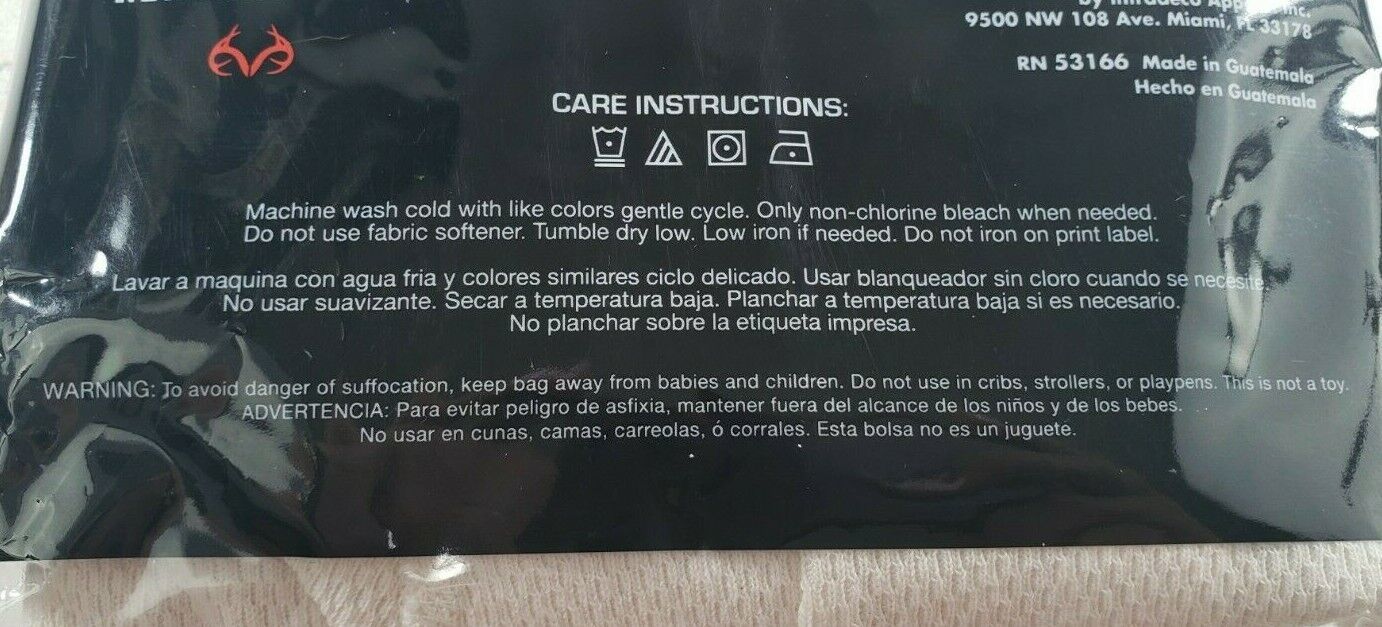 Inc.
9500 NW 108 Ave. Miami, FL 33178
RN 53166 Made in Guatemala
Hecho en Guatemala
CARE INSTRUCTIONS:
Machine wash cold with like colors gentle cycle. Only non-chlorine bleach when needed.
Do not use fabric softener. Tumble dry low. Low iron if needed. Do not iron on print label.
Lavar a maquina con agua fria y colores similares ciclo delicado. Usar blanqueador sin cloro cuando se necesite.
No usar suavizante. Secar a temperatura baja. Planchar a temperatura baja si es necesario.
No planchar sobre la etiqueta impresa.
WARNING: To avoid danger of suffocation, keep bag away from babies and children. Do not use in cribs, strollers, or playpens. This is not a toy.
ADVERTENCIA: Para evitar peligro de asfixia, mantener fuera del alcance de los niños y de los bebes.
No usar en cunas, camas, carreolas, ó corrales. Esta bolsa no es un juguete.